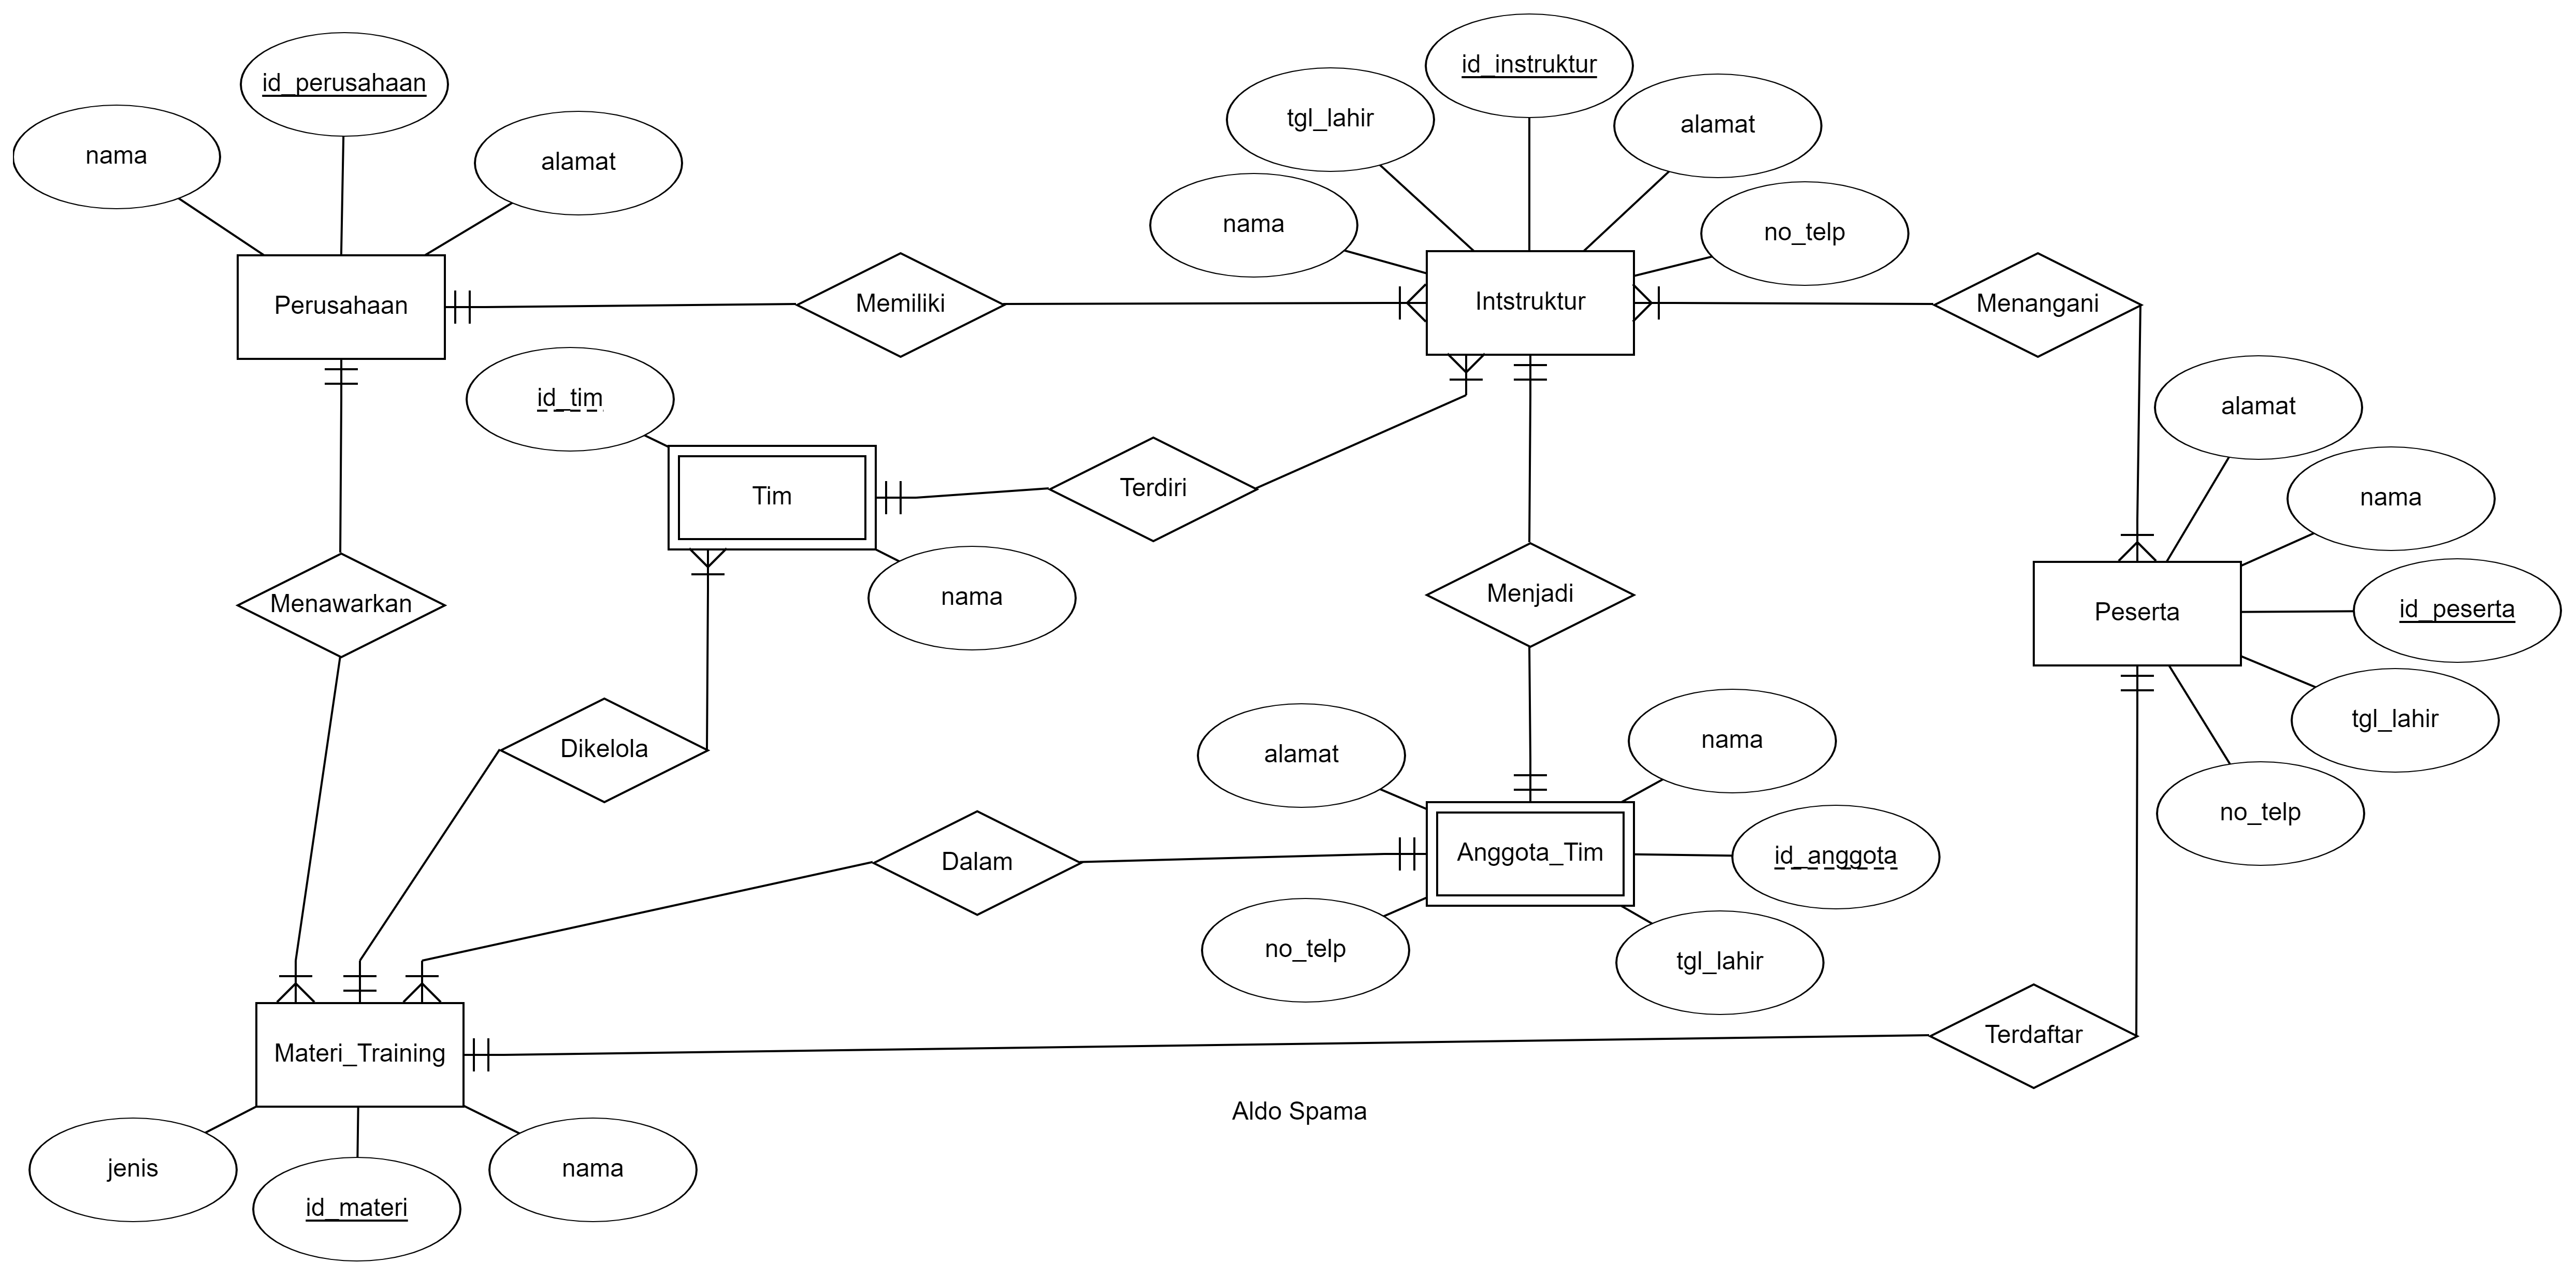 id_instruktur
id_perusahaan
tgl_lahir
alamat
nama
alamat
nama
no_telp
Perusahaan
Memiliki
Intstruktur
Menangani
id_tim
alamat
Tim
Terdiri
nama
Menawarkan
nama
Menjadi
Peserta
id_peserta
tgl_lahir
Dikelola
alamat
nama
no_telp
Dalam
Anggota_Tim
id_anggota
no_telp
tgl_lahir
Materi_Training
Terdaftar
Aldo Spama
jenis
id_materi
nama